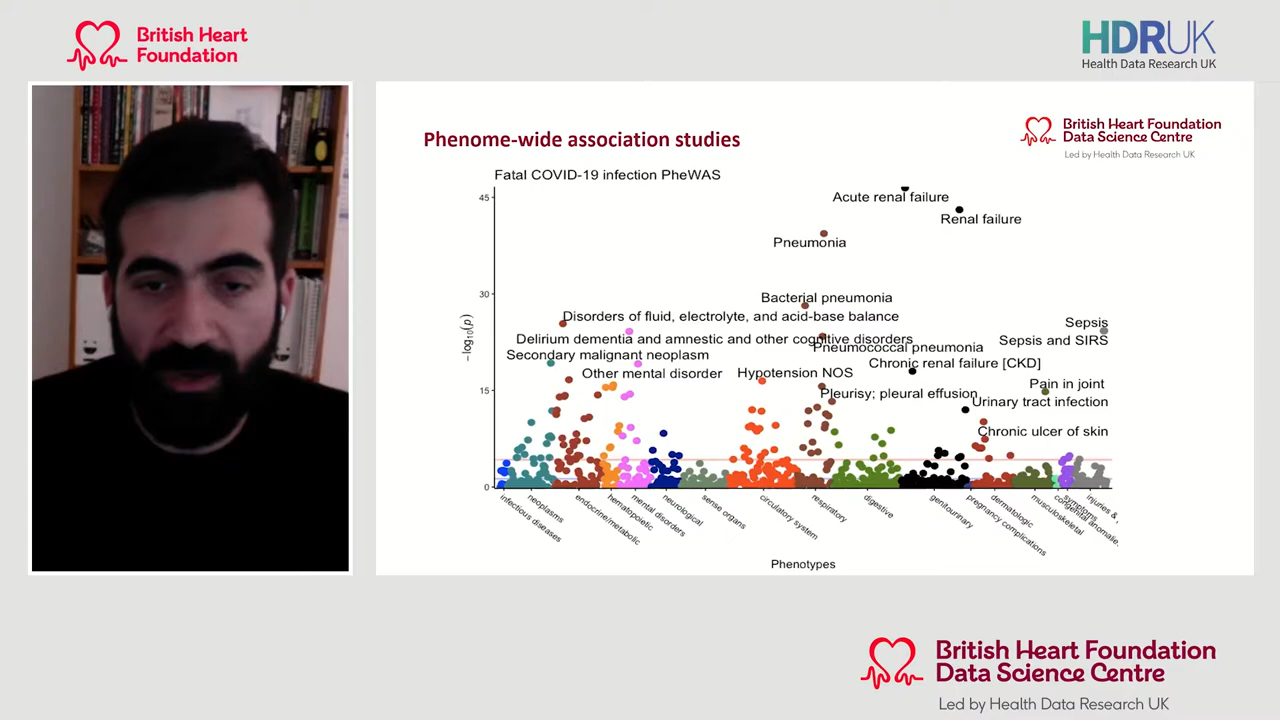 British Heart
Foundation
HDRUK
Health Data Research UK
Phenome-wide association studies
British Heart Foundation
Data Science Centre
Led by Health Data Research UK
Fatal COVID-19 infection PheWAS
45
30
15
0
−log10(p)
Acute renal failure
Renal failure
Pneumonia
Bacterial pneumonia
Disorders of fluid, electrolyte, and acid-base balance
Sepsis
Delirium dementia and amnestic and other cognitive disorders
Sepsis and SIRS
Pneumococcal pneumonia
Secondary malignant neoplasm
Chronic renal failure [CKD]
Other mental disorder
Hypotension NOS
Pain in joint
Pleurisy; pleural effusion
Urinary tract infection
Chronic ulcer of skin
infectious diseases
neoplasms
endocrine/metabolic
hematopoietic
mental disorders
neurological
sense organs
circulatory system
respiratory
digestive
genitourinary
pregnancy complications
dermatologic
musculoskeletal
congenital anomalie
symptoms
injuries &
Phenotypes
British Heart Foundation
Data Science Centre
Led by Health Data Research UK